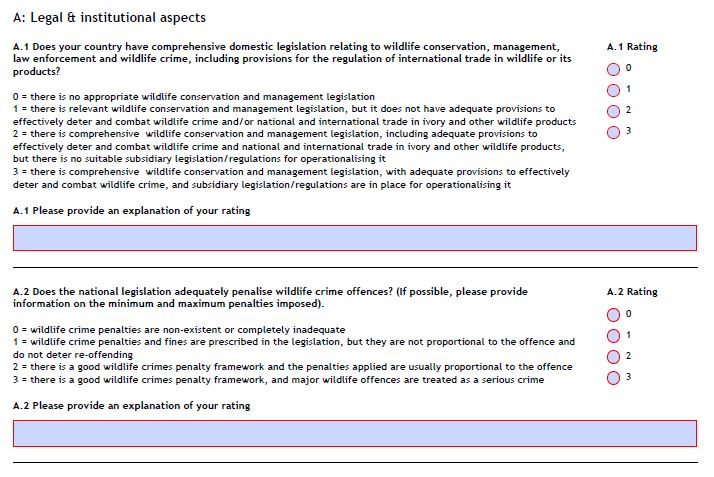 A: Legal & institutional aspects
A.1 Does your country have comprehensive domestic legislation relating to wildlife conservation, management,
law enforcement and wildlife crime, including provisions for the regulation of international trade in wildlife or its
products?
A.1 Rating
0
1
2
3
0 = there is no appropriate wildlife conservation and management legislation
1 = there is relevant wildlife conservation and management legislation, but it does not have adequate provisions to
effectively deter and combat wildlife crime and/or national and international trade in ivory and other wildlife products
2 = there is comprehensive wildlife conservation and management legislation, including adequate provisions to
effectively deter and combat wildlife crime and national and international trade in ivory and other wildlife products,
but there is no suitable subsidiary legislation/regulations for operationalising it
3 = there is comprehensive wildlife conservation and management legislation, with adequate provisions to effectively
deter and combat wildlife crime, and subsidiary legislation/regulations are in place for operationalising it
A.1 Please provide an explanation of your rating
A.2 Does the national legislation adequately penalise wildlife crime offences? (If possible, please provide
information on the minimum and maximum penalties imposed).
A.2 Rating
0
1
2
3
0 = wildlife crime penalties are non-existent or completely inadequate
1 = wildlife crime penalties and fines are prescribed in the legislation, but they are not proportional to the offence and
do not deter re-offending
2 = there is a good wildlife crimes penalty framework and the penalties applied are usually proportional to the offence
3 = there is a good wildlife crimes penalty framework, and major wildlife offences are treated as a serious crime
A.2 Please provide an explanation of your rating